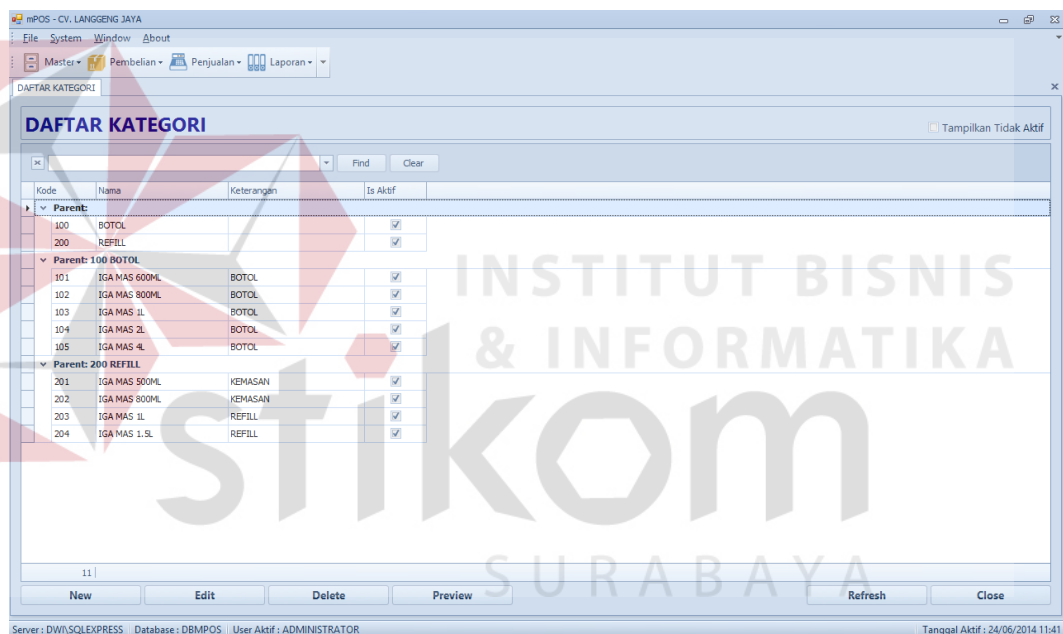 mPOS - CV. LANGGENG JAYA
File System Window About
Master Pembelian Penjualan Laporan
DAFTAR KATEGORI
DAFTAR KATEGORI
Tampilkan Tidak Aktif
Find Clear
Kode Nama Keterangan Is Aktif
Parent:
100 BOTOL
200 REFILL
Parent: 100 BOTOL
101 IGA MAS 600ML BOTOL
102 IGA MAS 800ML BOTOL
103 IGA MAS 1L BOTOL
104 IGA MAS 2L BOTOL
105 IGA MAS 4L BOTOL
Parent: 200 REFILL
201 IGA MAS 500ML KEMASAN
202 IGA MAS 800ML KEMASAN
203 IGA MAS 1L REFILL
204 IGA MAS 1.5L REFILL
INSTITUT BISNIS
& INFORMATIKA
stikom
SURABAYA
11
New Edit Delete Preview Refresh Close
Server : DWI\SQLEXPRESS Database : DBMPOS User Aktif : ADMINISTRATOR Tanggal Aktif : 24/06/2014 11:41